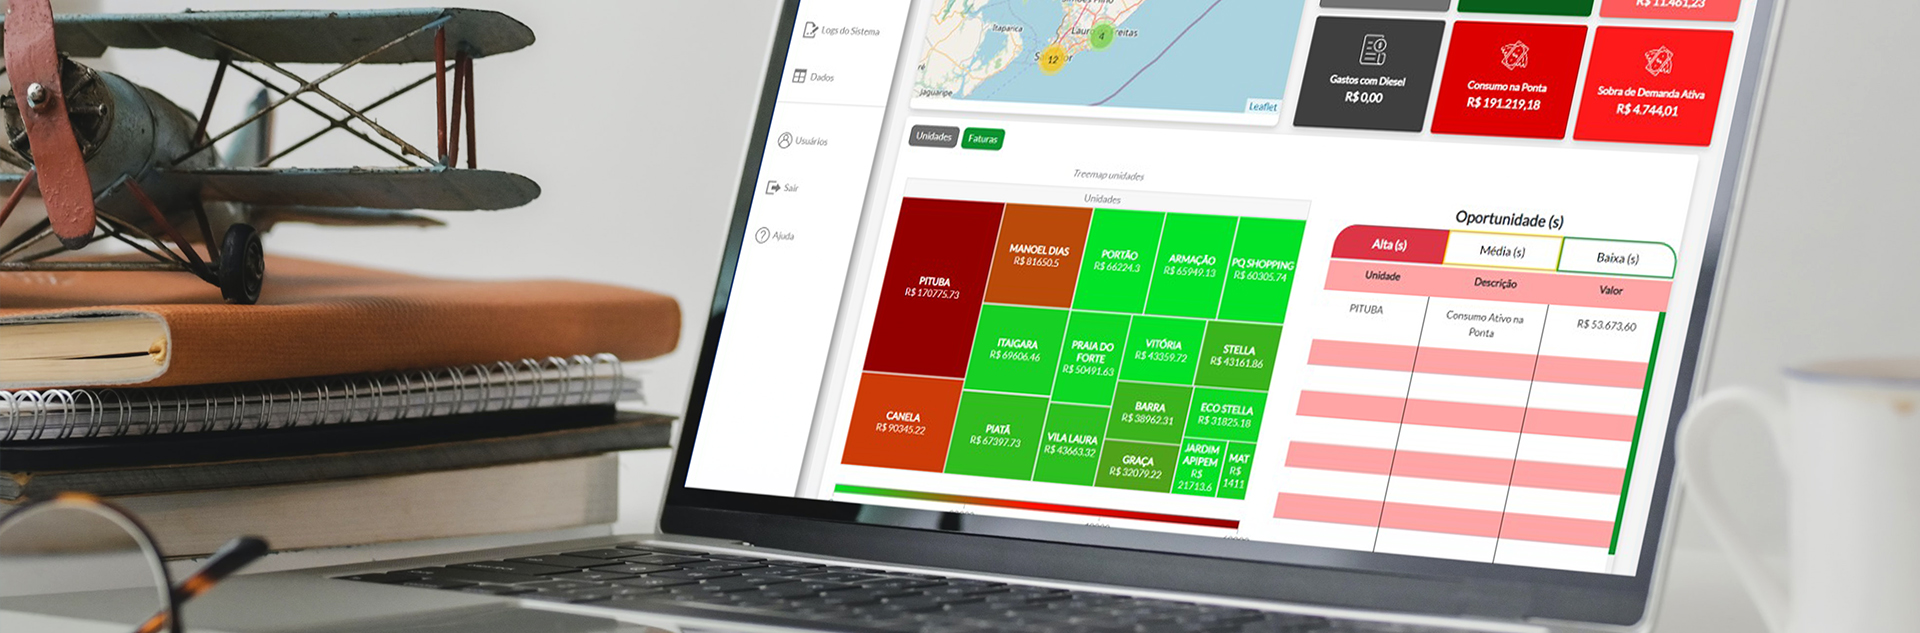 Logs do Sistema
Dados
Usuários
Sair
Ajuda
Itaparica
Jaguaripe
4
12
Leaflet
R$ 11.461,23
Gastos com Diesel
R$ 0,00
Consumo na Ponta
R$ 191.219,18
Sobra de Demanda Ativa
R$ 4.744,01
Unidades
Faturas
Treemap unidades
Unidades
PITUBA
R$ 170775.73
MANOEL DIAS
R$ 81650.5
PORTÃO
R$ 66224.3
ARMAÇÃO
R$ 65949.13
PQ SHOPPING
R$ 60305.74
ITAIGARA
R$ 69606.46
PRAIA DO
FORTE
R$ 50491.63
VITÓRIA
R$ 43359.72
STELLA
R$ 43161.86
CANELA
R$ 90345.22
PIATÃ
R$ 67397.73
VILA LAURA
R$ 43663.32
BARRA
R$ 38962.31
ECO STELLA
R$ 31825.18
GRAÇA
R$ 32079.22
JARDIM
APIPEM
R$
21713.6
MAT
R$
1411
Oportunidade (s)
Alta (s)
Média (s)
Baixa (s)
Unidade
Descrição
Valor
PITUBA
Consumo Ativo na
Ponta
R$ 53.673,60